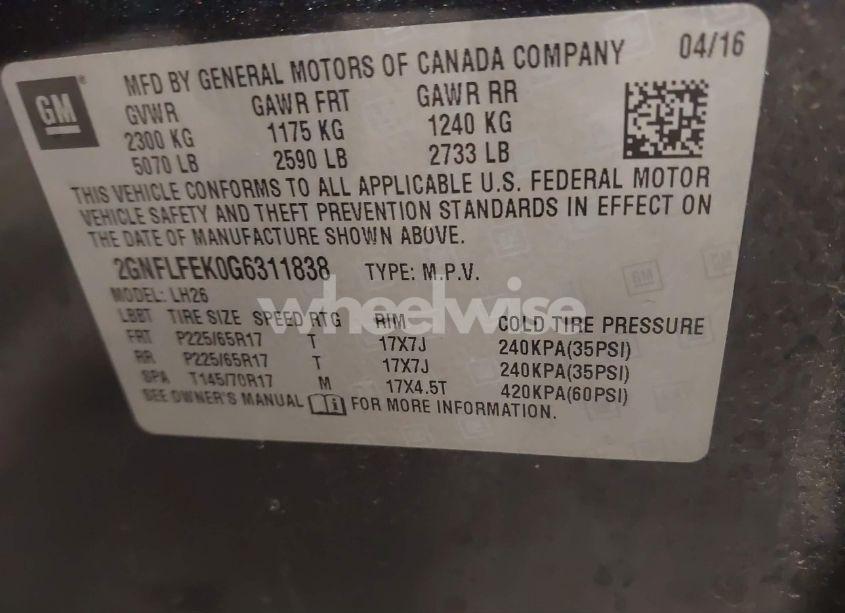 GM
MFD BY GENERAL MOTORS OF CANADA COMPANY 04/16
GVWR GAWR FRT GAWR RR
2300 KG 1175 KG 1240 KG
5070 LB 2590 LB 2733 LB
THIS VEHICLE CONFORMS TO ALL APPLICABLE U.S. FEDERAL MOTOR
VEHICLE SAFETY AND THEFT PREVENTION STANDARDS IN EFFECT ON
THE DATE OF MANUFACTURE SHOWN ABOVE.
2GNFLFEK0G6311838 TYPE: M.P.V.
MODEL: LH26
wheelwise
LBBT TIRE SIZE SPEED RTG RIM COLD TIRE PRESSURE
FRT P225/65R17 T 17X7J 240KPA(35PSI)
RR P225/65R17 T 17X7J 240KPA(35PSI)
SPA T145/70R17 M 17X4.5T 420KPA(60PSI)
SEE OWNER'S MANUAL FOR MORE INFORMATION.